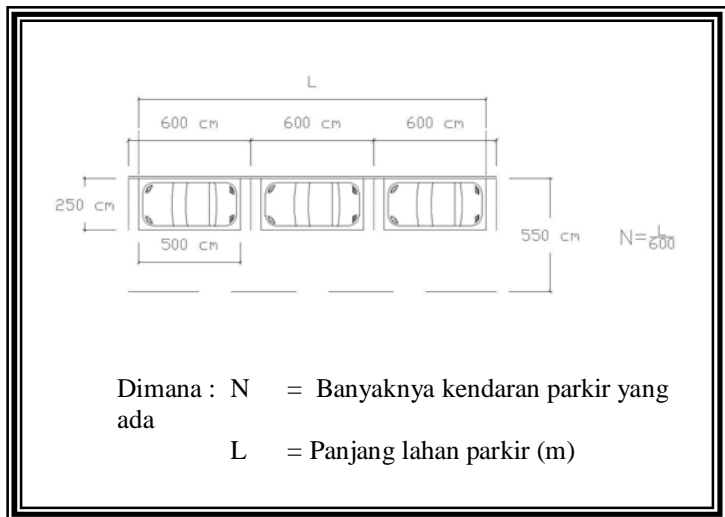 L
600 cm 600 cm 600 cm
250 cm
500 cm
550 cm
N=L/600
Dimana : N = Banyaknya kendaran parkir yang
ada
L = Panjang lahan parkir (m)